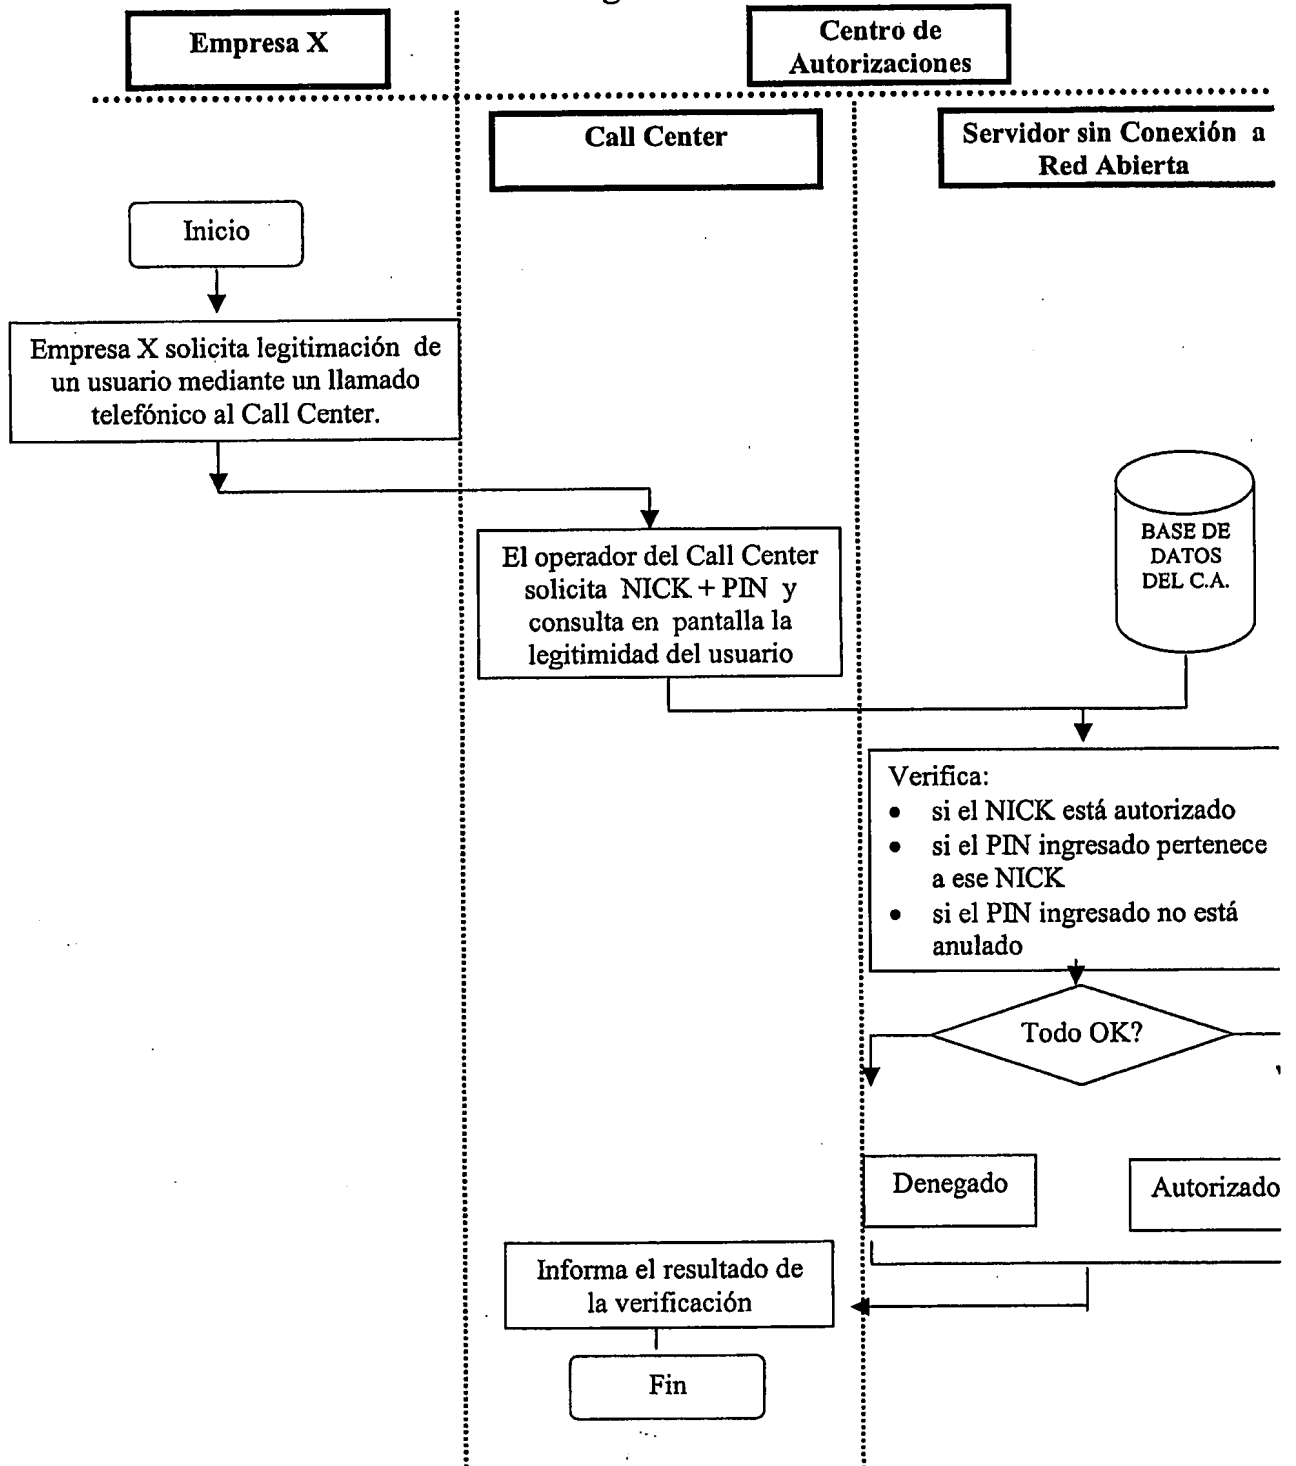 Empresa X
Centro de
Autorizaciones
Call Center
Servidor sin Conexión a
Red Abierta
Inicio
Empresa X solicita legitimación de
un usuario mediante un llamado
telefónico al Call Center.
El operador del Call Center
solicita NICK + PIN y
consulta en pantalla la
legitimidad del usuario
BASE DE
DATOS
DEL C.A.
Verifica:
• si el NICK está autorizado
• si el PIN ingresado pertenece
a ese NICK
• si el PIN ingresado no está
anulado
Todo OK?
Denegado
Autorizado
Informa el resultado de
la verificación
Fin